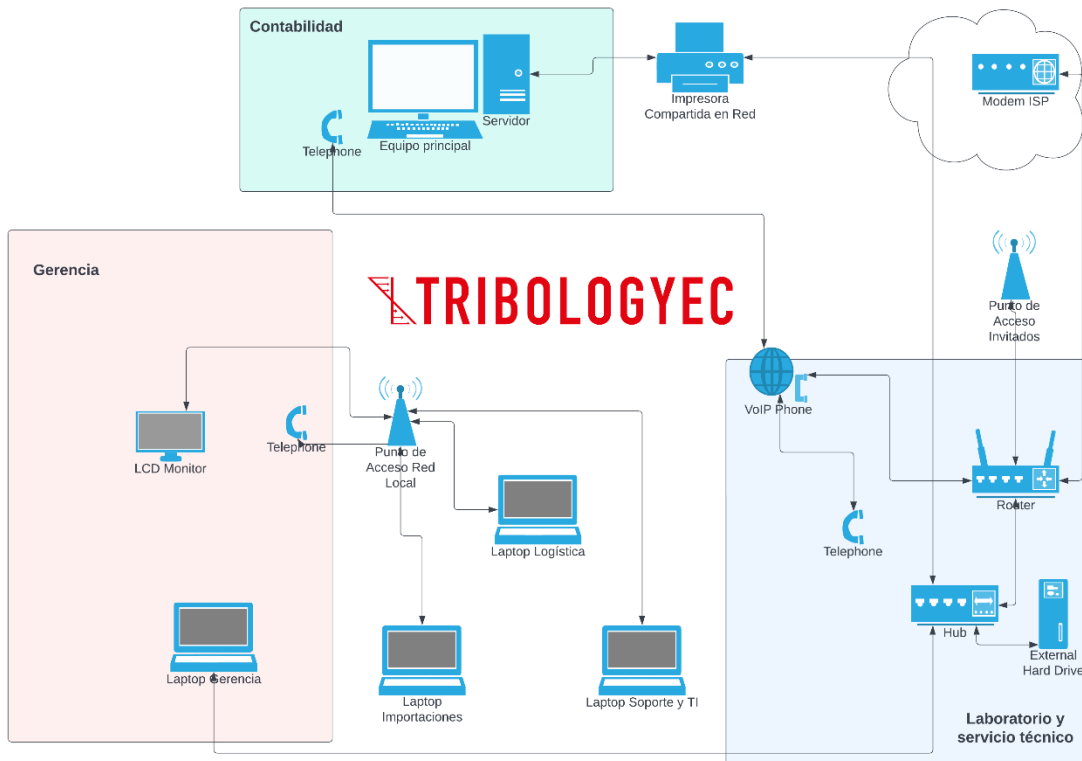 Contabilidad
Servidor
Equipo principal
Telephone
Impresora
Compartida en Red
Modem ISP
Gerencia
TRIBOLOGYEC
Punto de
Acceso
Invitados
VoIP Phone
LCD Monitor
Telephone
Punto de
Acceso Red
Local
Laptop Logística
Telephone
Router
Hub
External
Hard Drive
Laptop Gerencia
Laptop
Importaciones
Laptop Soporte y TI
Laboratorio y
servicio técnico